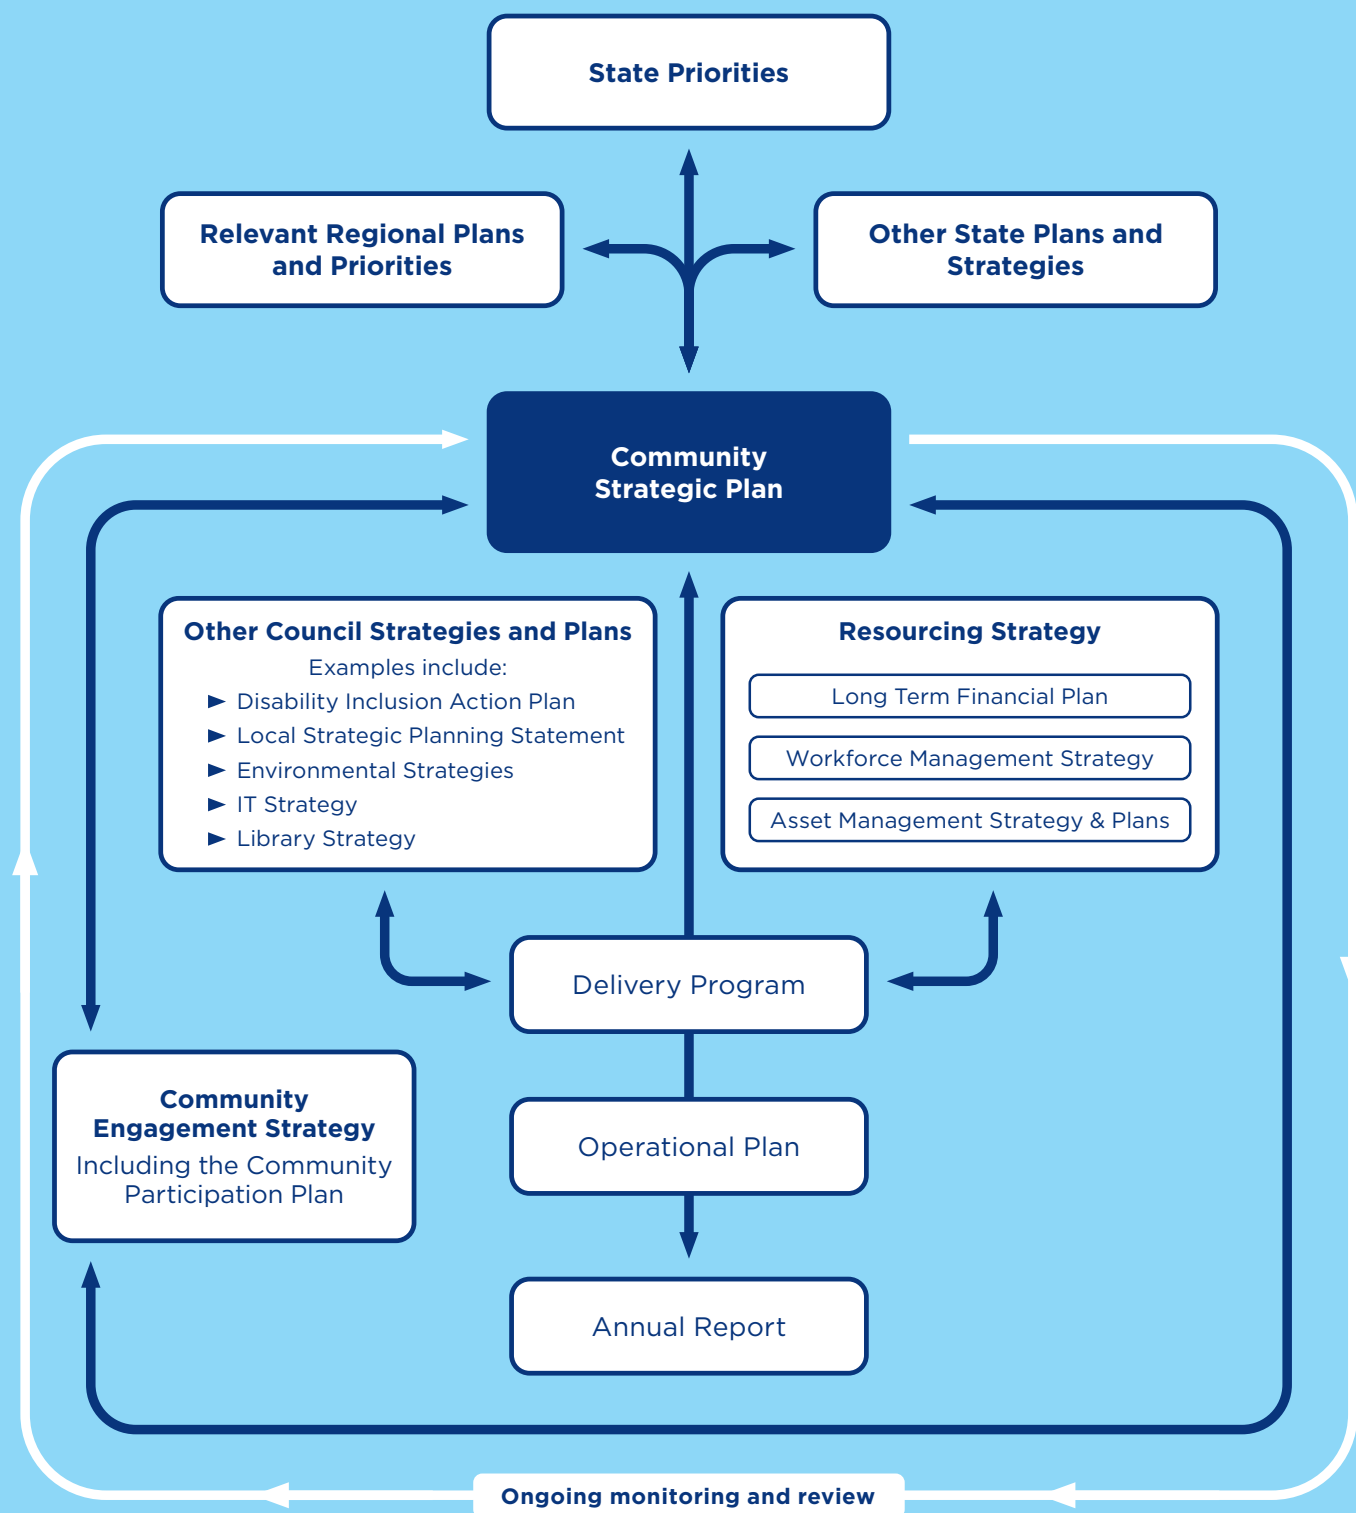 State Priorities
Relevant Regional Plans
and Priorities
Other State Plans and
Strategies
Community
Strategic Plan
Other Council Strategies and Plans
Examples include:
► Disability Inclusion Action Plan
► Local Strategic Planning Statement
► Environmental Strategies
► IT Strategy
► Library Strategy
Resourcing Strategy
Long Term Financial Plan
Workforce Management Strategy
Asset Management Strategy & Plans
Delivery Program
Community
Engagement Strategy
Including the Community
Participation Plan
Operational Plan
Annual Report
Ongoing monitoring and review